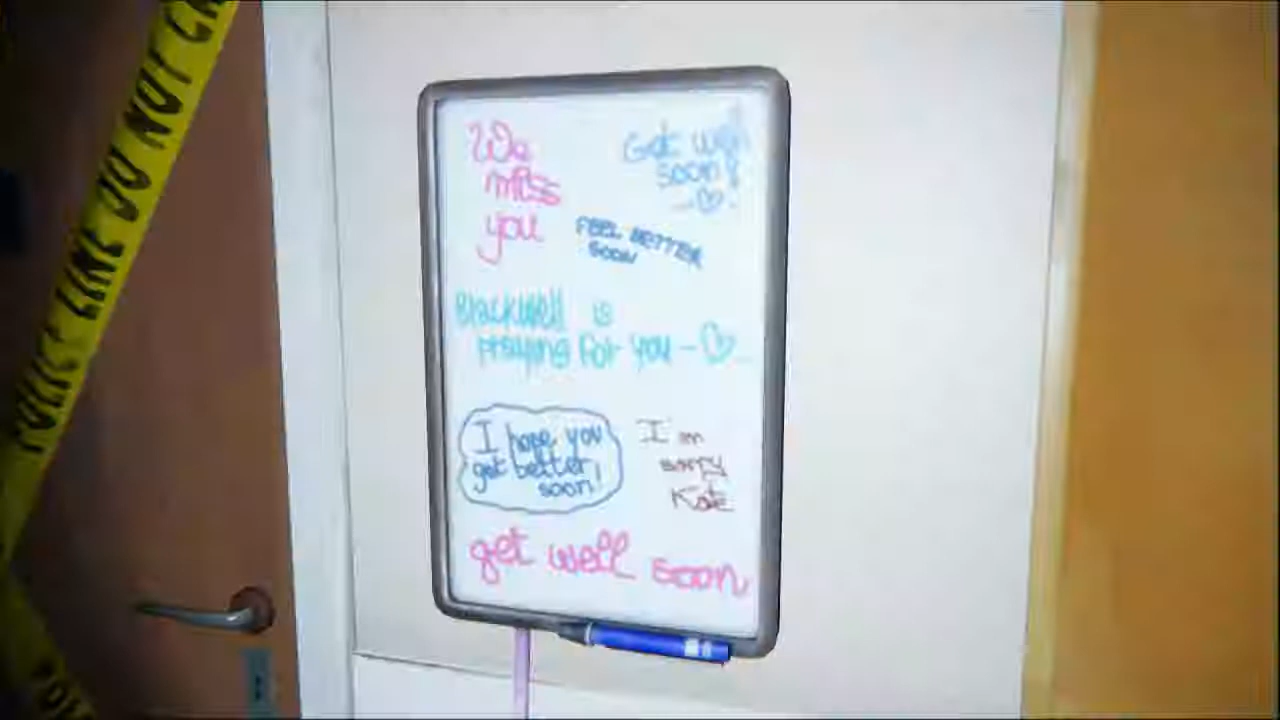 POLICE LINE DO NOT CR
We
miss
you
Get well
soon!
FEEL BETTER
SOON
Blackwell is
praying for you
I hope you
get better
soon!
I'm
sorry
Kate
get well soon
POLI